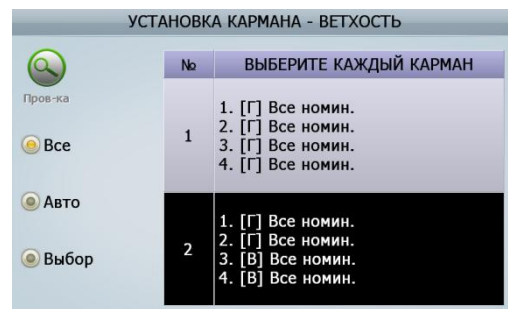 УСТАНОВКА КАРМАНА - ВЕТХОСТЬ
Пров-ка
Все
Авто
Выбор
№ ВЫБЕРИТЕ КАЖДЫЙ КАРМАН
1
1. [Г] Все номин.
2. [Г] Все номин.
3. [Г] Все номин.
4. [Г] Все номин.
2
1. [Г] Все номин.
2. [Г] Все номин.
3. [В] Все номин.
4. [В] Все номин.